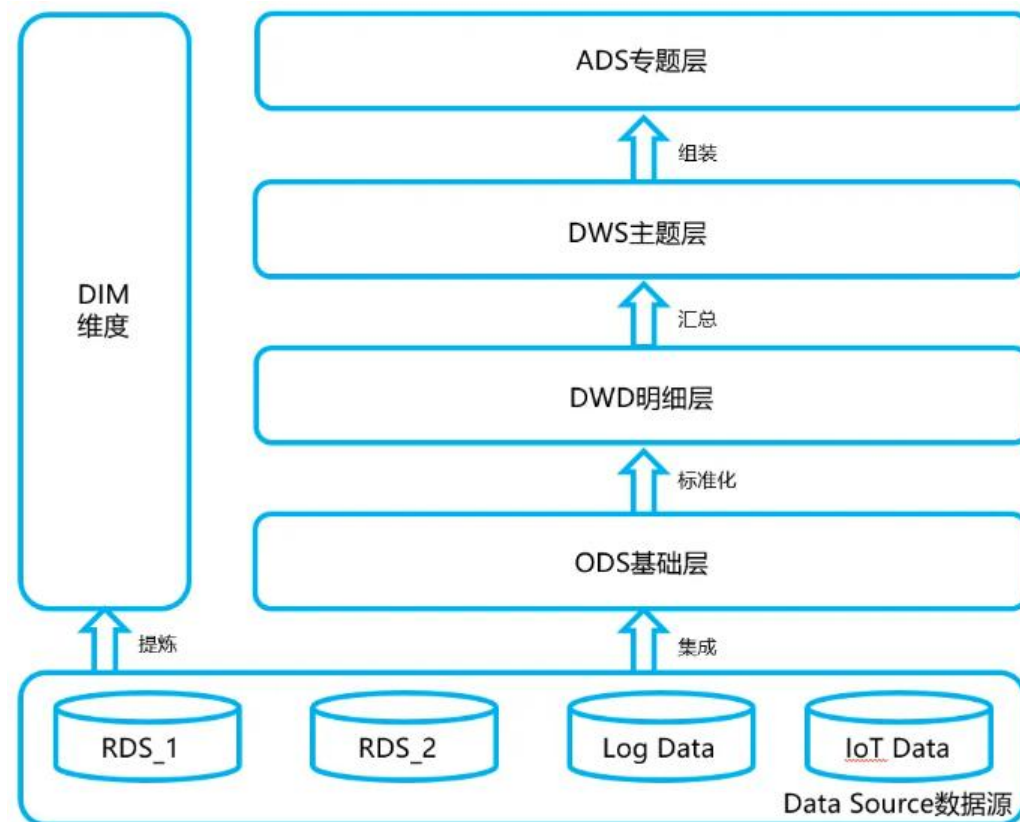 ADS专题层
组装
DWS主题层
汇总
DIM
维度
DWD明细层
标准化
ODS基础层
提炼
集成
RDS_1
RDS_2
Log Data
IoT Data
Data Source数据源